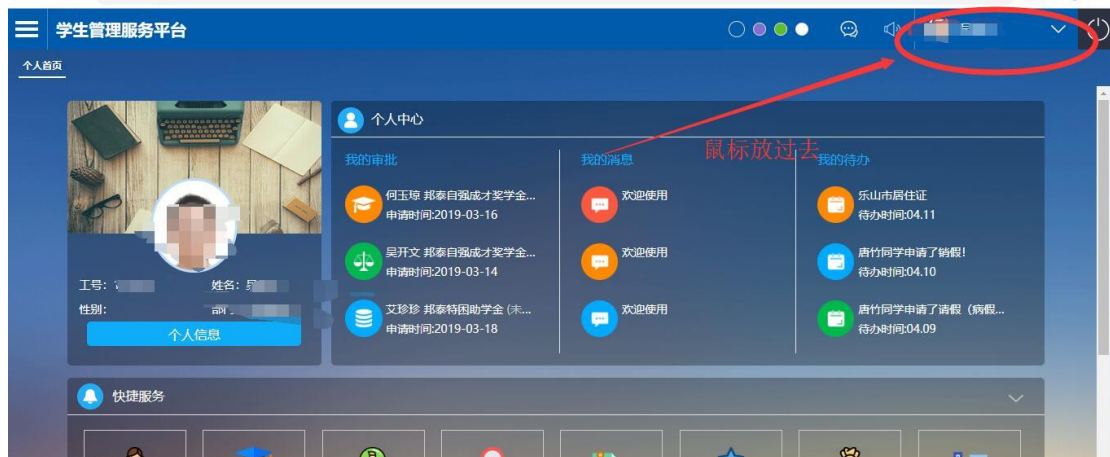 学生管理服务平台
个人首页
个人中心
我的审批
何玉琼 邦泰自强成才奖学金...
申请时间:2019-03-16
吴开文 邦泰自强成才奖学金...
申请时间:2019-03-14
艾珍珍 邦泰特困助学金 (未...
申请时间:2019-03-18
我的消息
欢迎使用
欢迎使用
欢迎使用
鼠标放过去
我的待办
乐山市居住证
待办时间:04.11
唐竹同学申请了销假!
待办时间:04.10
唐竹同学申请了请假（病假...
待办时间:04.09
工号:
姓名:
性别:
个人信息
快捷服务